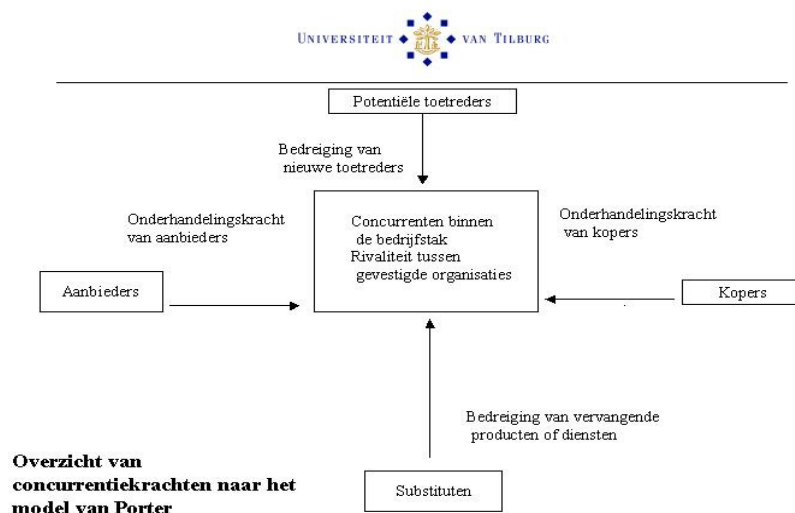 UNIVERSITEIT VAN TILBURG
Potentiële toetreders
Bedreiging van
nieuwe toetreders
Onderhandelingskracht
van aanbieders
Concurrenten binnen
de bedrijfstak
Rivaliteit tussen
gevestigde organisaties
Onderhandelingskracht
van kopers
Aanbieders
Kopers
Bedreiging van vervangende
producten of diensten
Substituten
Overzicht van
concurrentiekrachten naar het
model van Porter